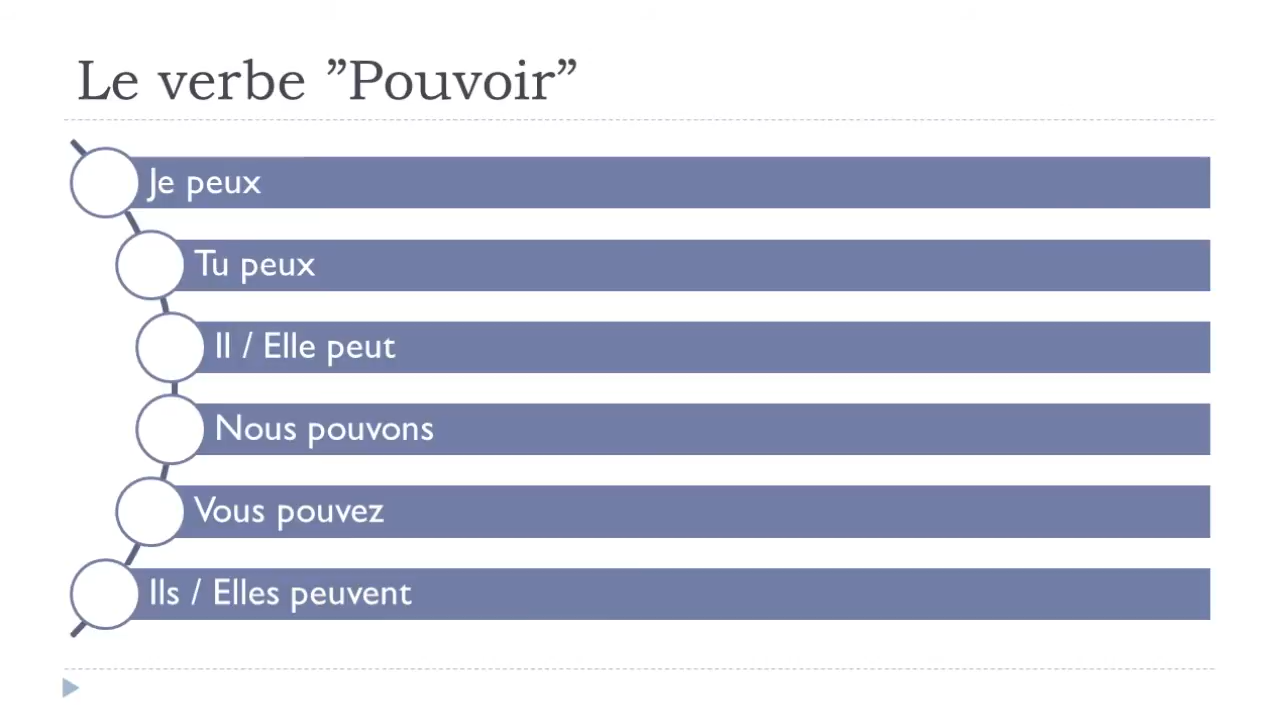 Le verbe ”Pouvoir”
Je peux
Tu peux
Il / Elle peut
Nous pouvons
Vous pouvez
Ils / Elles peuvent